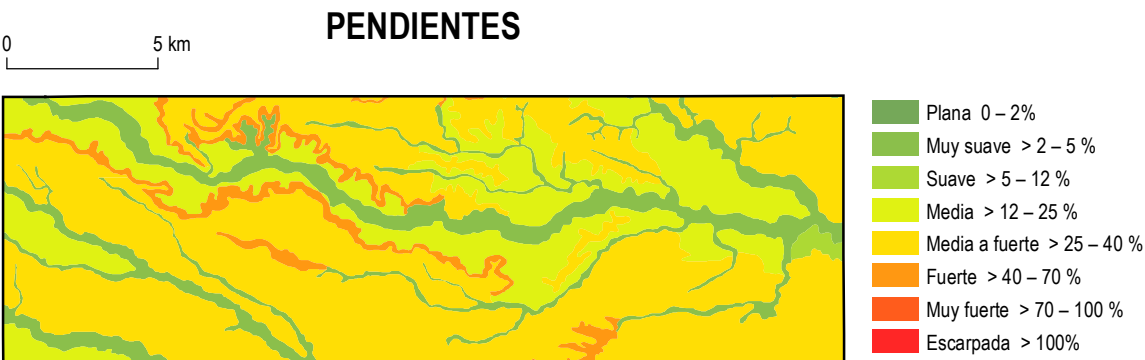 PENDIENTES
0 5 km
Plana 0 – 2%
Muy suave > 2 – 5 %
Suave > 5 – 12 %
Media > 12 – 25 %
Media a fuerte > 25 – 40 %
Fuerte > 40 – 70 %
Muy fuerte > 70 – 100 %
Escarpada > 100%